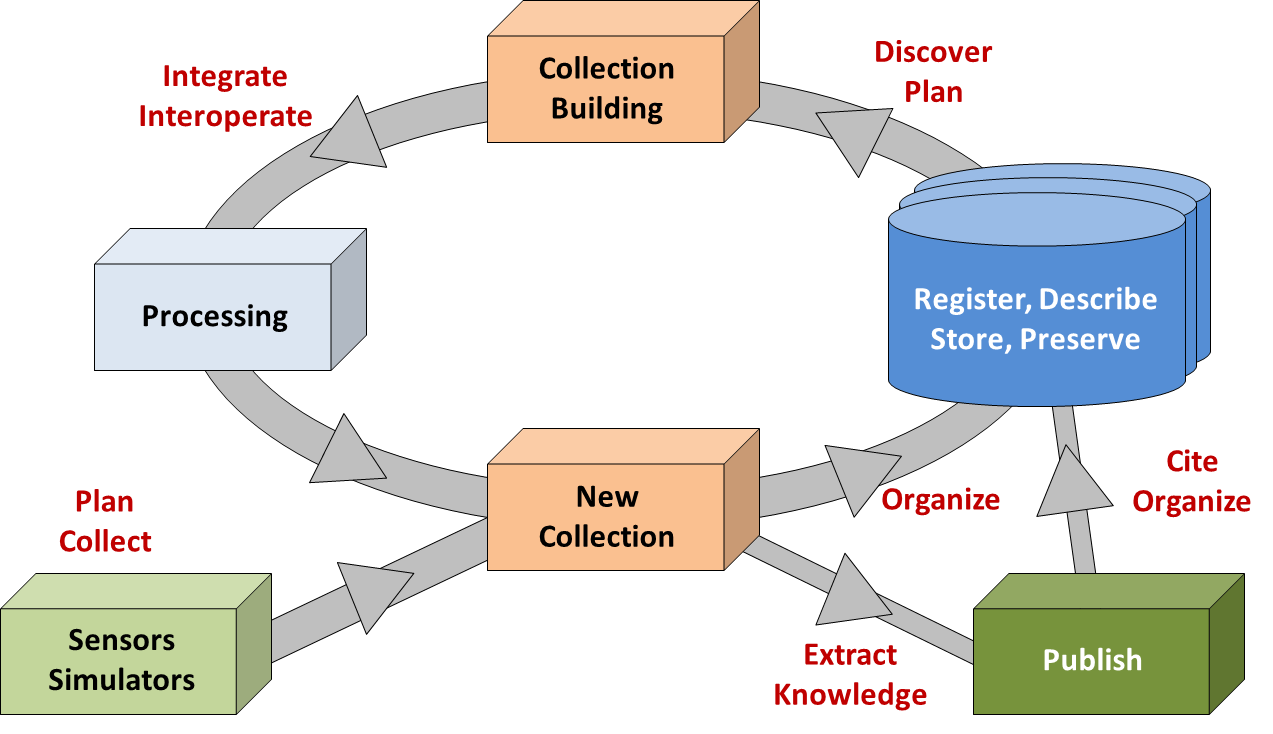 Collection
Building
Discover
Plan
Integrate
Interoperate
Register, Describe
Store, Preserve
Processing
New
Collection
Organize
Cite
Organize
Plan
Collect
Sensors
Simulators
Extract
Knowledge
Publish